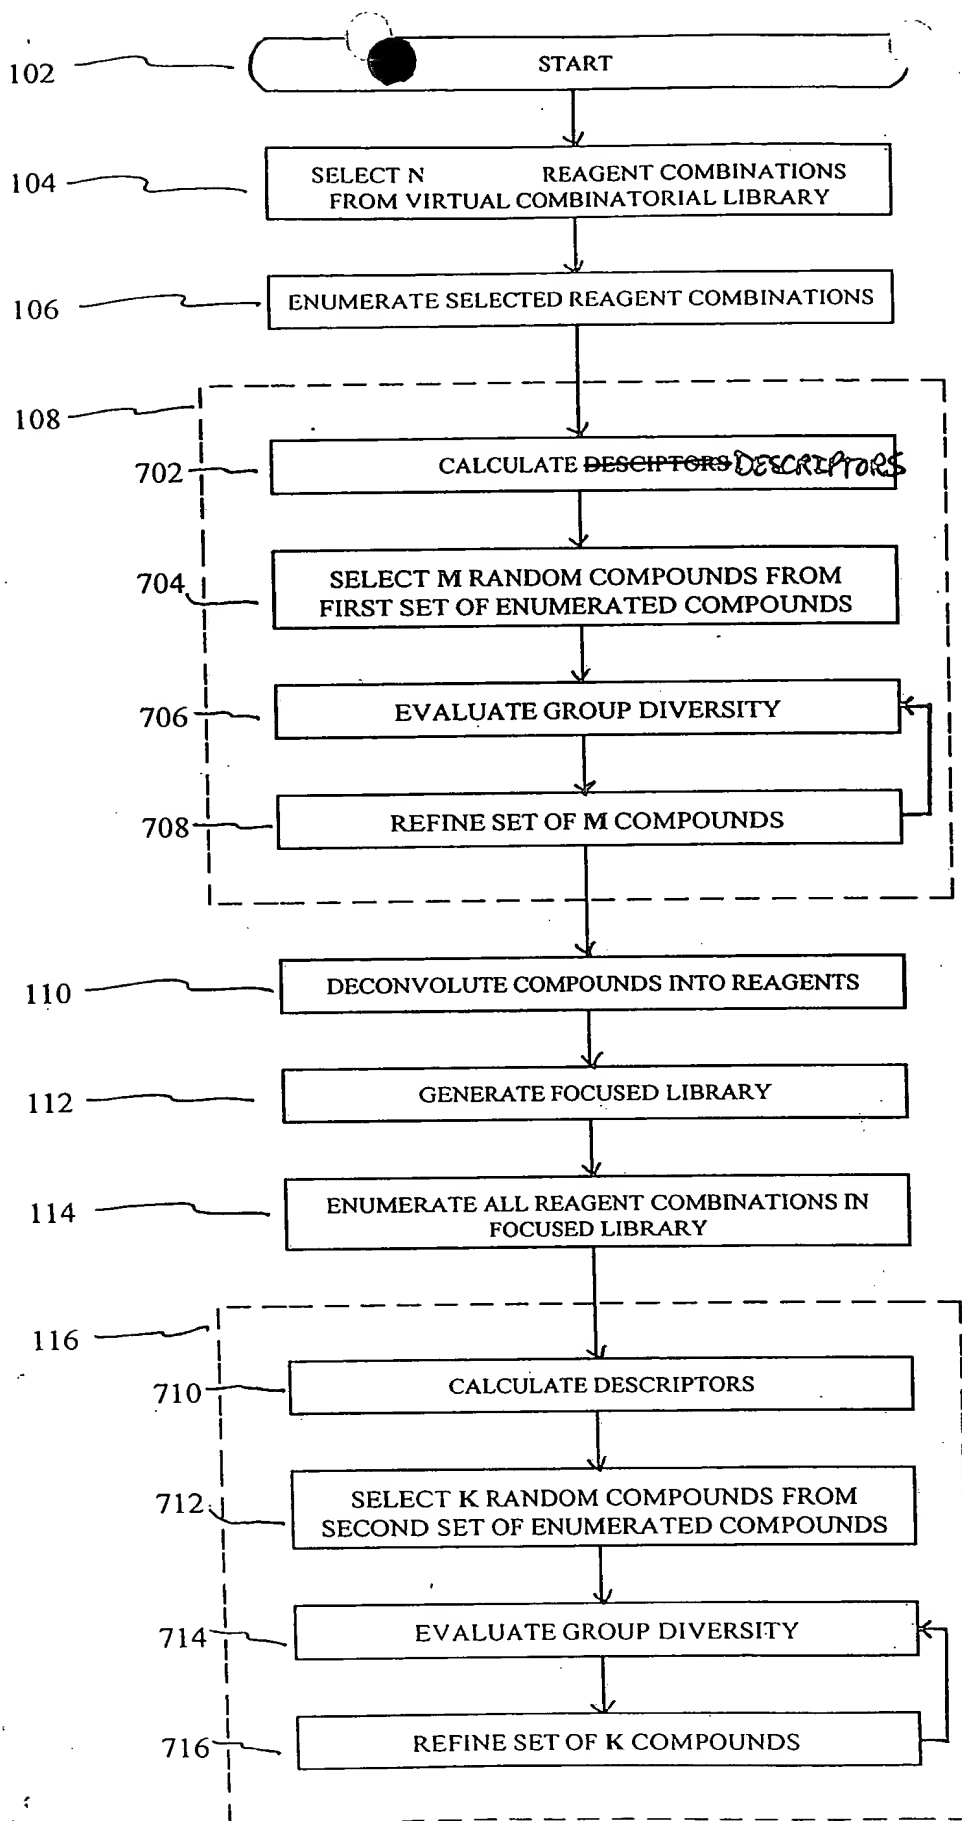 102 START
104 SELECT N REAGENT COMBINATIONS
FROM VIRTUAL COMBINATORIAL LIBRARY
106 ENUMERATE SELECTED REAGENT COMBINATIONS
108
702 CALCULATE DESCIPTORS DESCRIPTORS
704 SELECT M RANDOM COMPOUNDS FROM
FIRST SET OF ENUMERATED COMPOUNDS
706 EVALUATE GROUP DIVERSITY
708 REFINE SET OF M COMPOUNDS
110 DECONVOLUTE COMPOUNDS INTO REAGENTS
112 GENERATE FOCUSED LIBRARY
114 ENUMERATE ALL REAGENT COMBINATIONS IN
FOCUSED LIBRARY
116
710 CALCULATE DESCRIPTORS
712 SELECT K RANDOM COMPOUNDS FROM
SECOND SET OF ENUMERATED COMPOUNDS
714 EVALUATE GROUP DIVERSITY
716 REFINE SET OF K COMPOUNDS